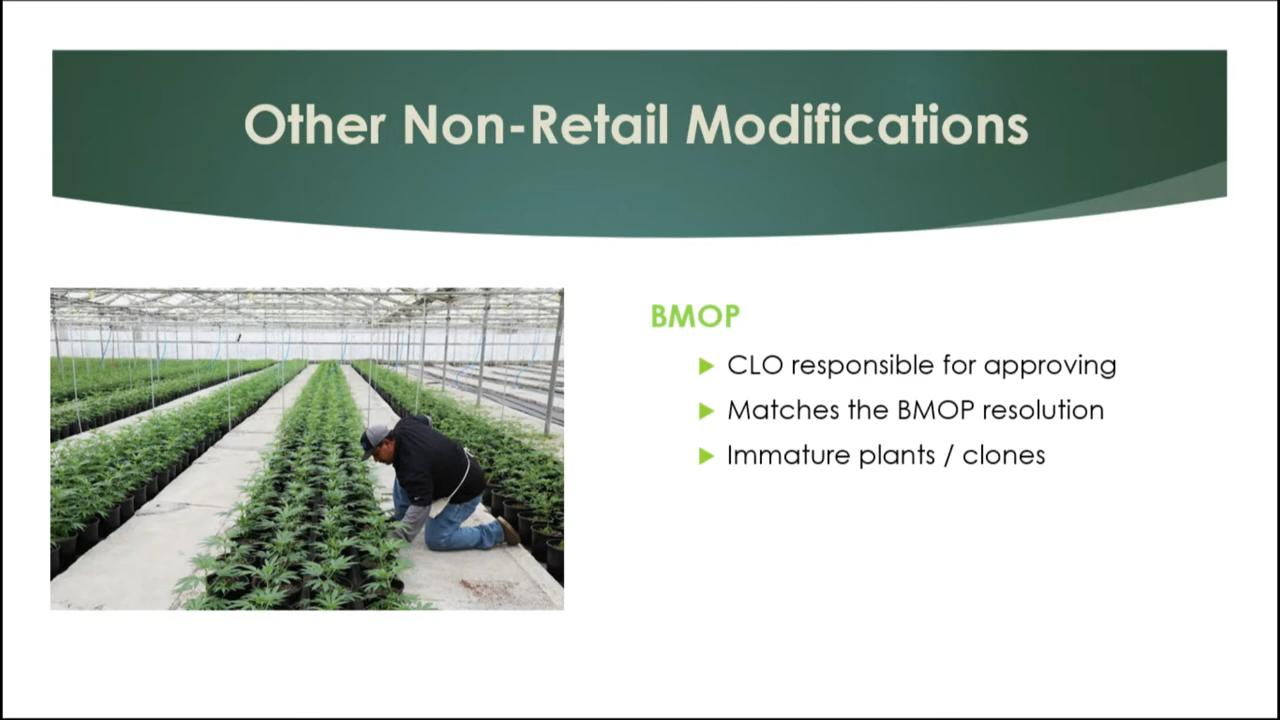 Other Non-Retail Modifications
BMOP
CLO responsible for approving
Matches the BMOP resolution
Immature plants / clones